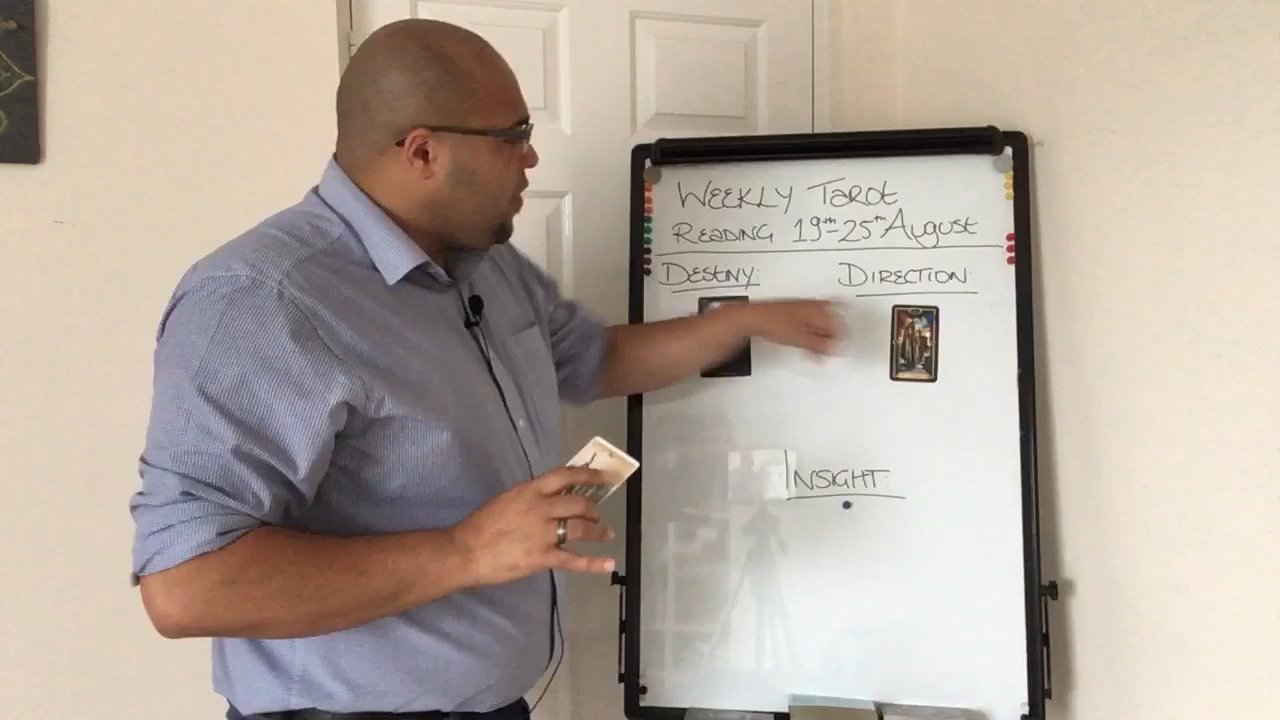 WEEKLY TAROT
READING 19th-25th August
DESTINY:
DIRECTION
INSIGHT: